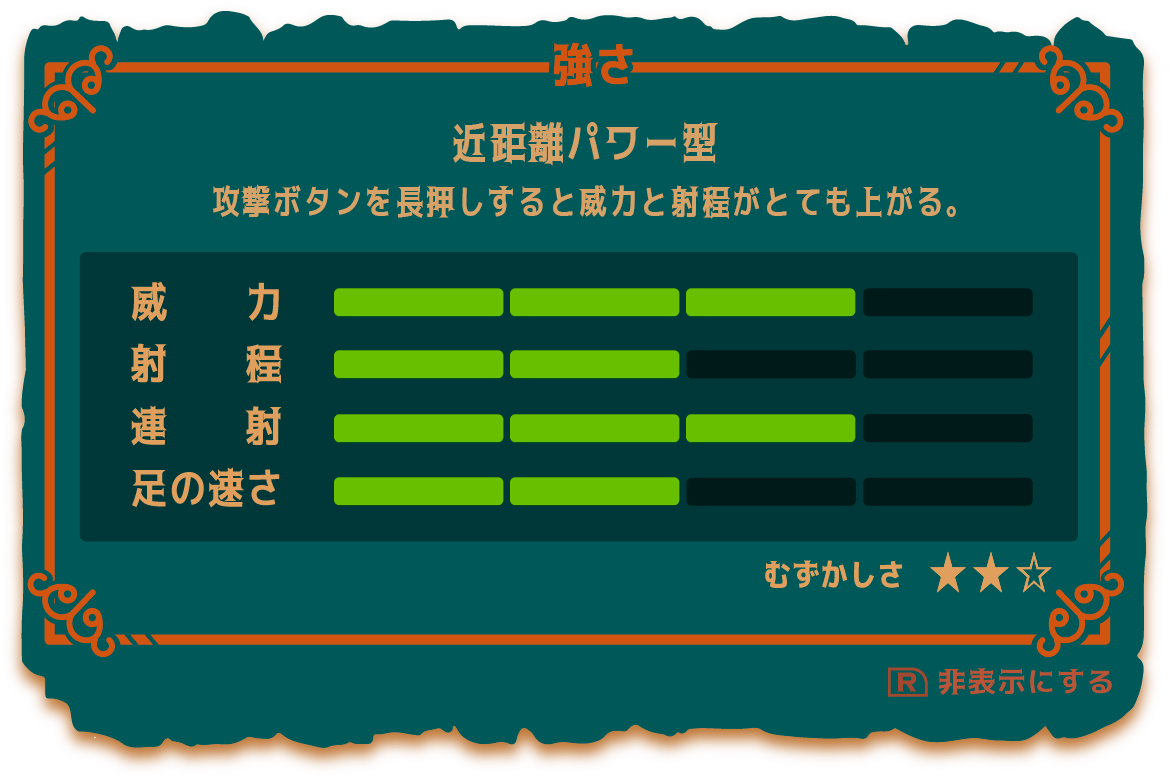 強さ
近距離パワー型
攻撃ボタンを長押しすると威力と射程がとても上がる。
威力
射程
連射
足の速さ
むずかしさ ★★☆
R 非表示にする